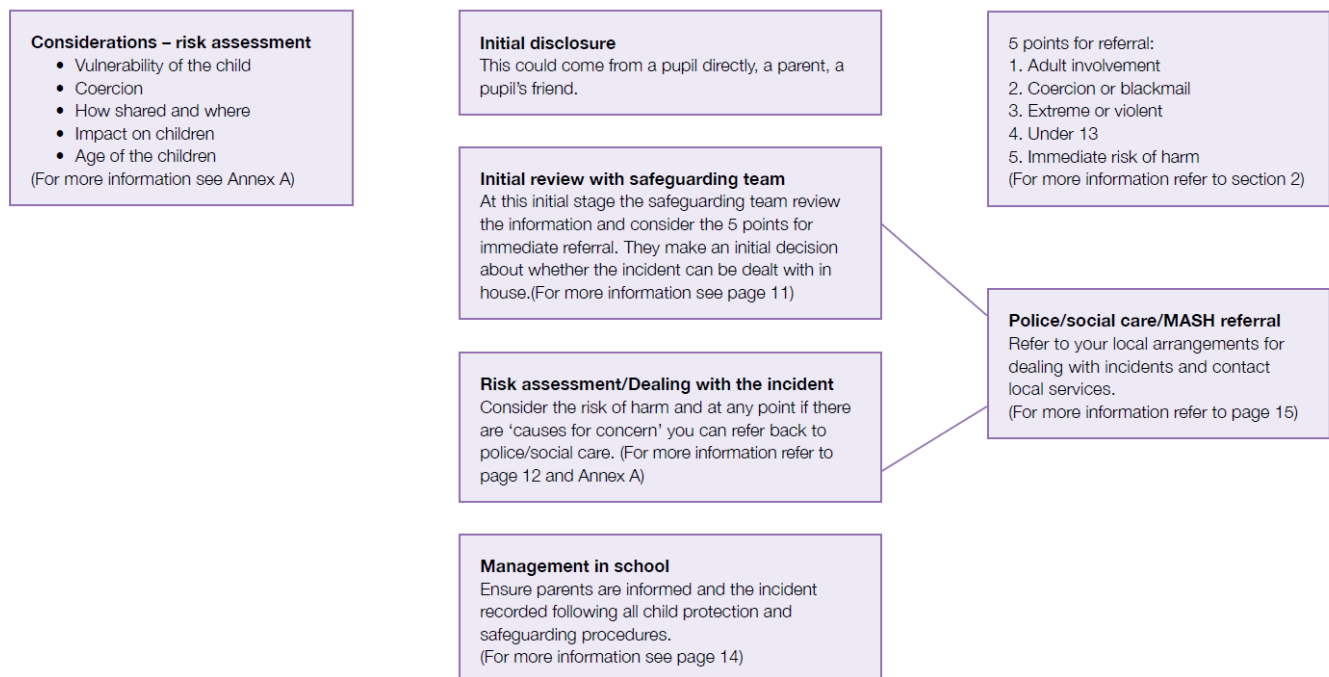 Considerations – risk assessment
• Vulnerability of the child
• Coercion
• How shared and where
• Impact on children
• Age of the children
(For more information see Annex A)
Initial disclosure
This could come from a pupil directly, a parent, a
pupil's friend.
Initial review with safeguarding team
At this initial stage the safeguarding team review
the information and consider the 5 points for
immediate referral. They make an initial decision
about whether the incident can be dealt with in
house.(For more information see page 11)
Risk assessment/Dealing with the incident
Consider the risk of harm and at any point if there
are ‘causes for concern’ you can refer back to
police/social care. (For more information refer to
page 12 and Annex A)
Management in school
Ensure parents are informed and the incident
recorded following all child protection and
safeguarding procedures.
(For more information see page 14)
5 points for referral:
1. Adult involvement
2. Coercion or blackmail
3. Extreme or violent
4. Under 13
5. Immediate risk of harm
(For more information refer to section 2)
Police/social care/MASH referral
Refer to your local arrangements for
dealing with incidents and contact
local services.
(For more information refer to page 15)